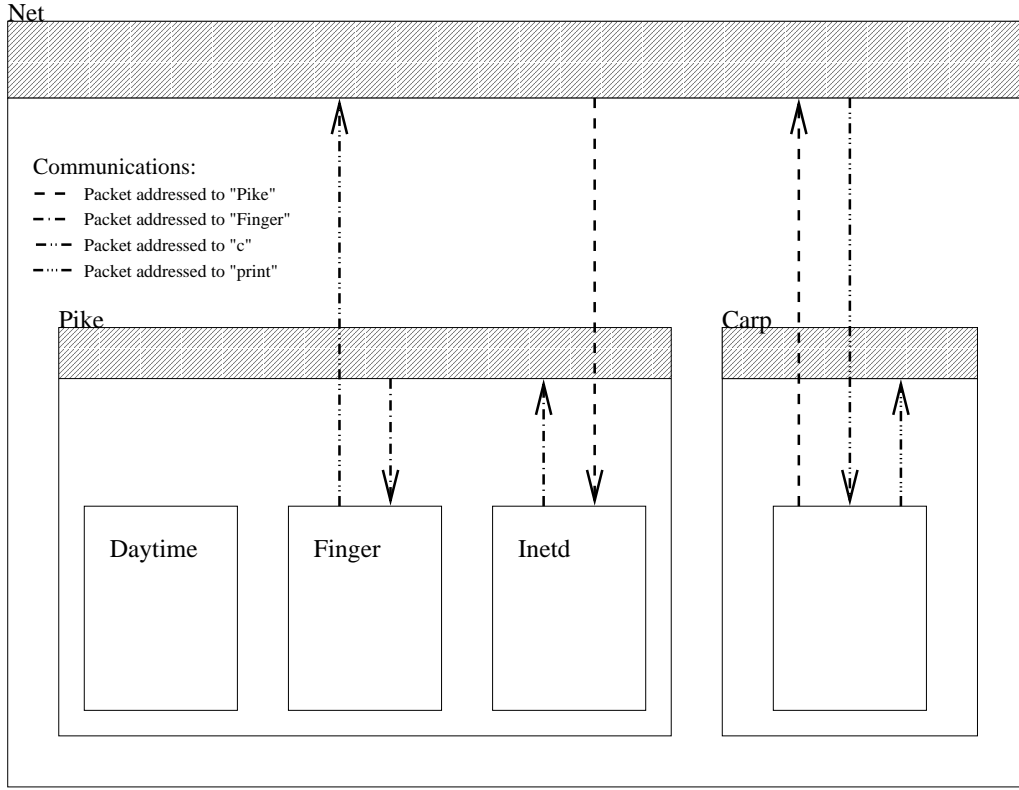 Net
Communications:
Packet addressed to "Pike"
Packet addressed to "Finger"
Packet addressed to "c"
Packet addressed to "print"
Pike
Carp
Daytime
Finger
Inetd